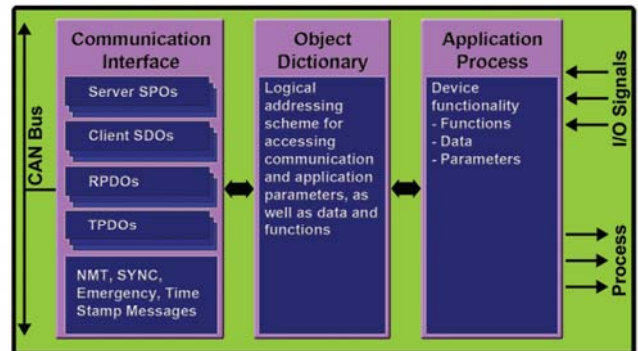 CAN Bus
Communication
Interface
Server SPOs
Client SDOs
RPDOs
TPDOs
NMT, SYNC,
Emergency, Time
Stamp Messages
Object
Dictionary
Logical
addressing
scheme for
accessing
communication
and application
parameters, as
well as data and
functions
Application
Process
Device
functionality
- Functions
- Data
- Parameters
I/O Signals
Process